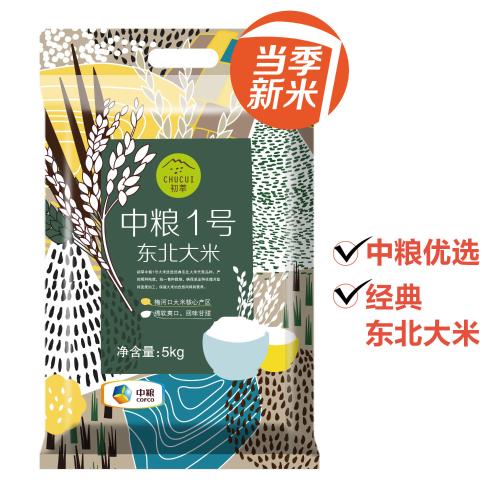 当季
新米
CHUCUI
初萃
中粮1号
东北大米
梅河口大米核心产区
绵软爽口，回味甘甜
净含量：5kg
中粮
COFCO
中粮优选
经典
东北大米